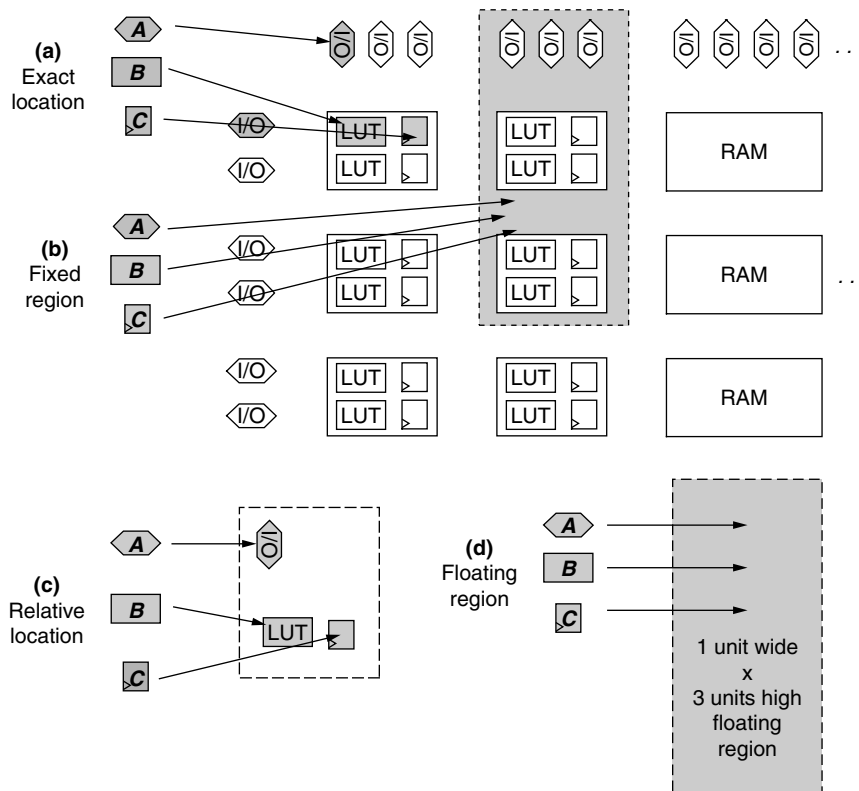 A
I/O I/O I/O I/O I/O I/O I/O I/O I/O I/O . .
(a)
Exact
location
B
C
I/O LUT LUT RAM
I/O LUT LUT
A
(b)
Fixed
region
B
C
I/O LUT LUT RAM
I/O LUT LUT . .
I/O LUT LUT RAM
I/O LUT LUT
(c)
Relative
location
A
B
C
I/O
LUT
(d)
Floating
region
A
B
C
1 unit wide
x
3 units high
floating
region